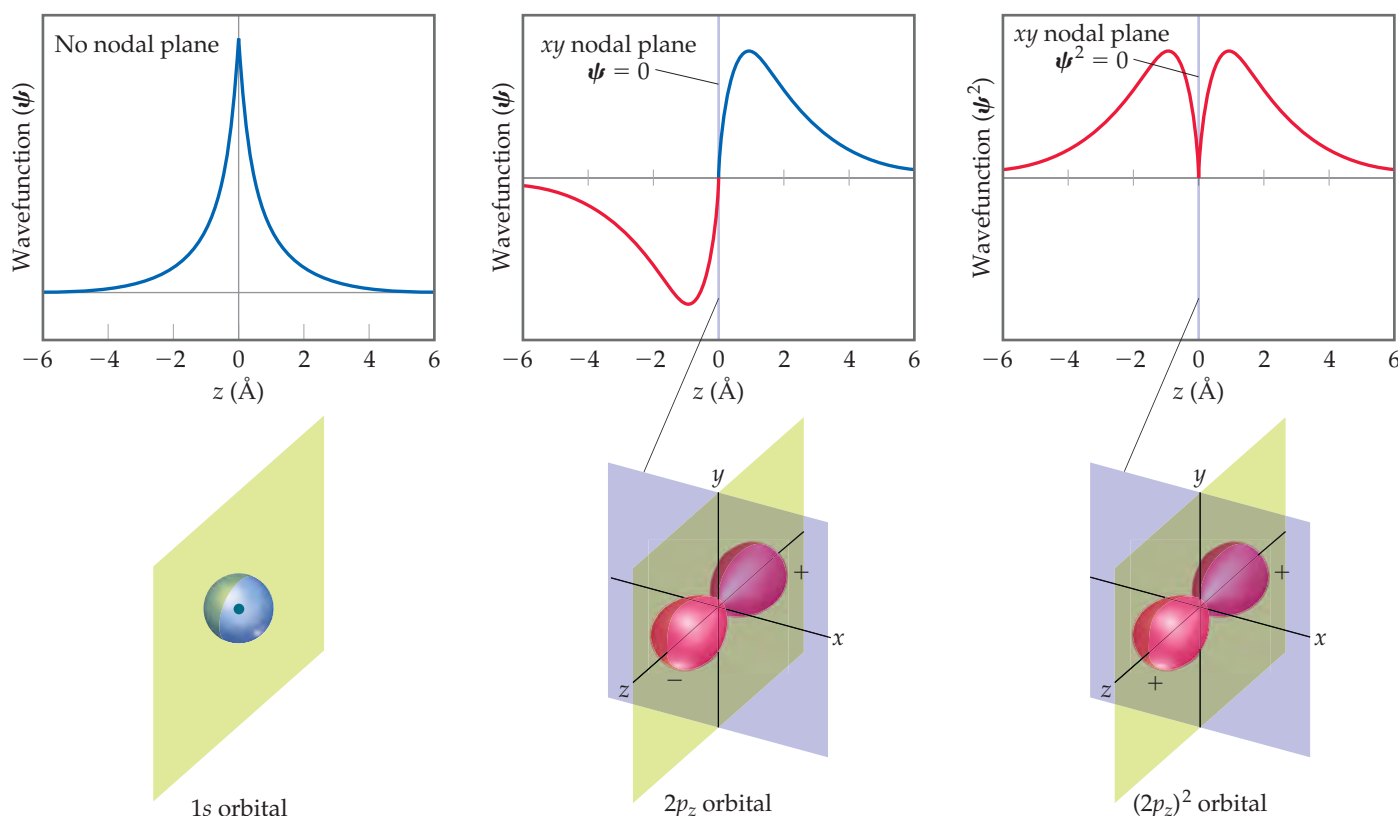 No nodal plane
Wavefunction (ψ)
−6
−4
−2
0
2
4
6
z (Å)
xy nodal plane
ψ = 0
Wavefunction (ψ)
−6
−4
−2
0
2
4
6
z (Å)
xy nodal plane
ψ² = 0
Wavefunction (ψ²)
−6
−4
−2
0
2
4
6
z (Å)
1s orbital
y
+
x
z
−
2p𝓏 orbital
y
+
x
z
+
(2p𝓏)² orbital